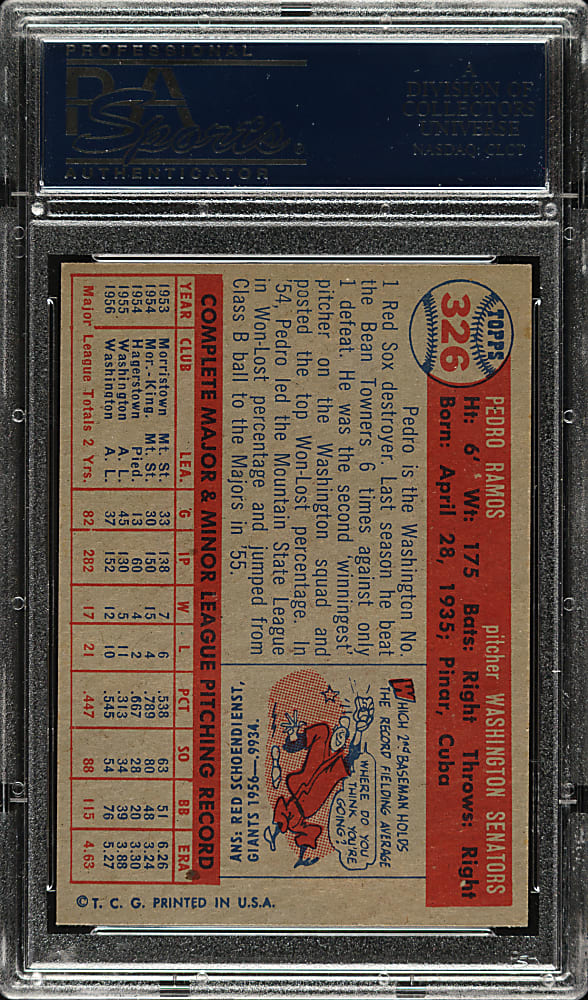 PROFESSIONAL
PSA
Sports
AUTHENTICATOR
A
DIVISION OF
COLLECTORS
UNIVERSE
NASDAQ: CLCT
TOPPS
326
PEDRO RAMOS pitcher WASHINGTON SENATORS
Ht: 6' Wt: 175 Bats: Right Throws: Right
Born: April 28, 1935; Pinar, Cuba
Pedro is the Washington No.
1 Red Sox destroyer. Last season he beat
the Bean Towners 6 times against only
1 defeat. He was the second 'winningest'
pitcher on the Washington squad and
posted the top Won-Lost percentage. In
'54, Pedro led the Mountain State League
in Won-Lost percentage and jumped from
Class B ball to the Majors in '55.
WHICH 2nd BASEMAN HOLDS
THE RECORD FIELDING AVERAGE
WHERE DO YOU
THINK YOU'RE
GOING?
ANS: RED SCHOENDIENST,
GIANTS 1956-.9934.
COMPLETE MAJOR & MINOR LEAGUE PITCHING RECORD
YEAR CLUB LEA. G IP W L PCT SO BB ERA
1953 Morristown Mt. St. 33 138 7 6 .538 63 51 6.26
1954 Mor.-King. Mt. St. 30 150 15 4 .789 80 48 3.24
1954 Hagerstown Pied. 13 60 4 2 .667 28 20 3.30
1955 Washington A. L. 45 130 5 11 .313 34 39 3.88
1956 Washington A. L. 37 152 12 10 .545 54 76 5.27
Major League Totals 2 Yrs. 82 282 17 21 .447 88 115 4.63
© T. C. G. PRINTED IN U.S.A.